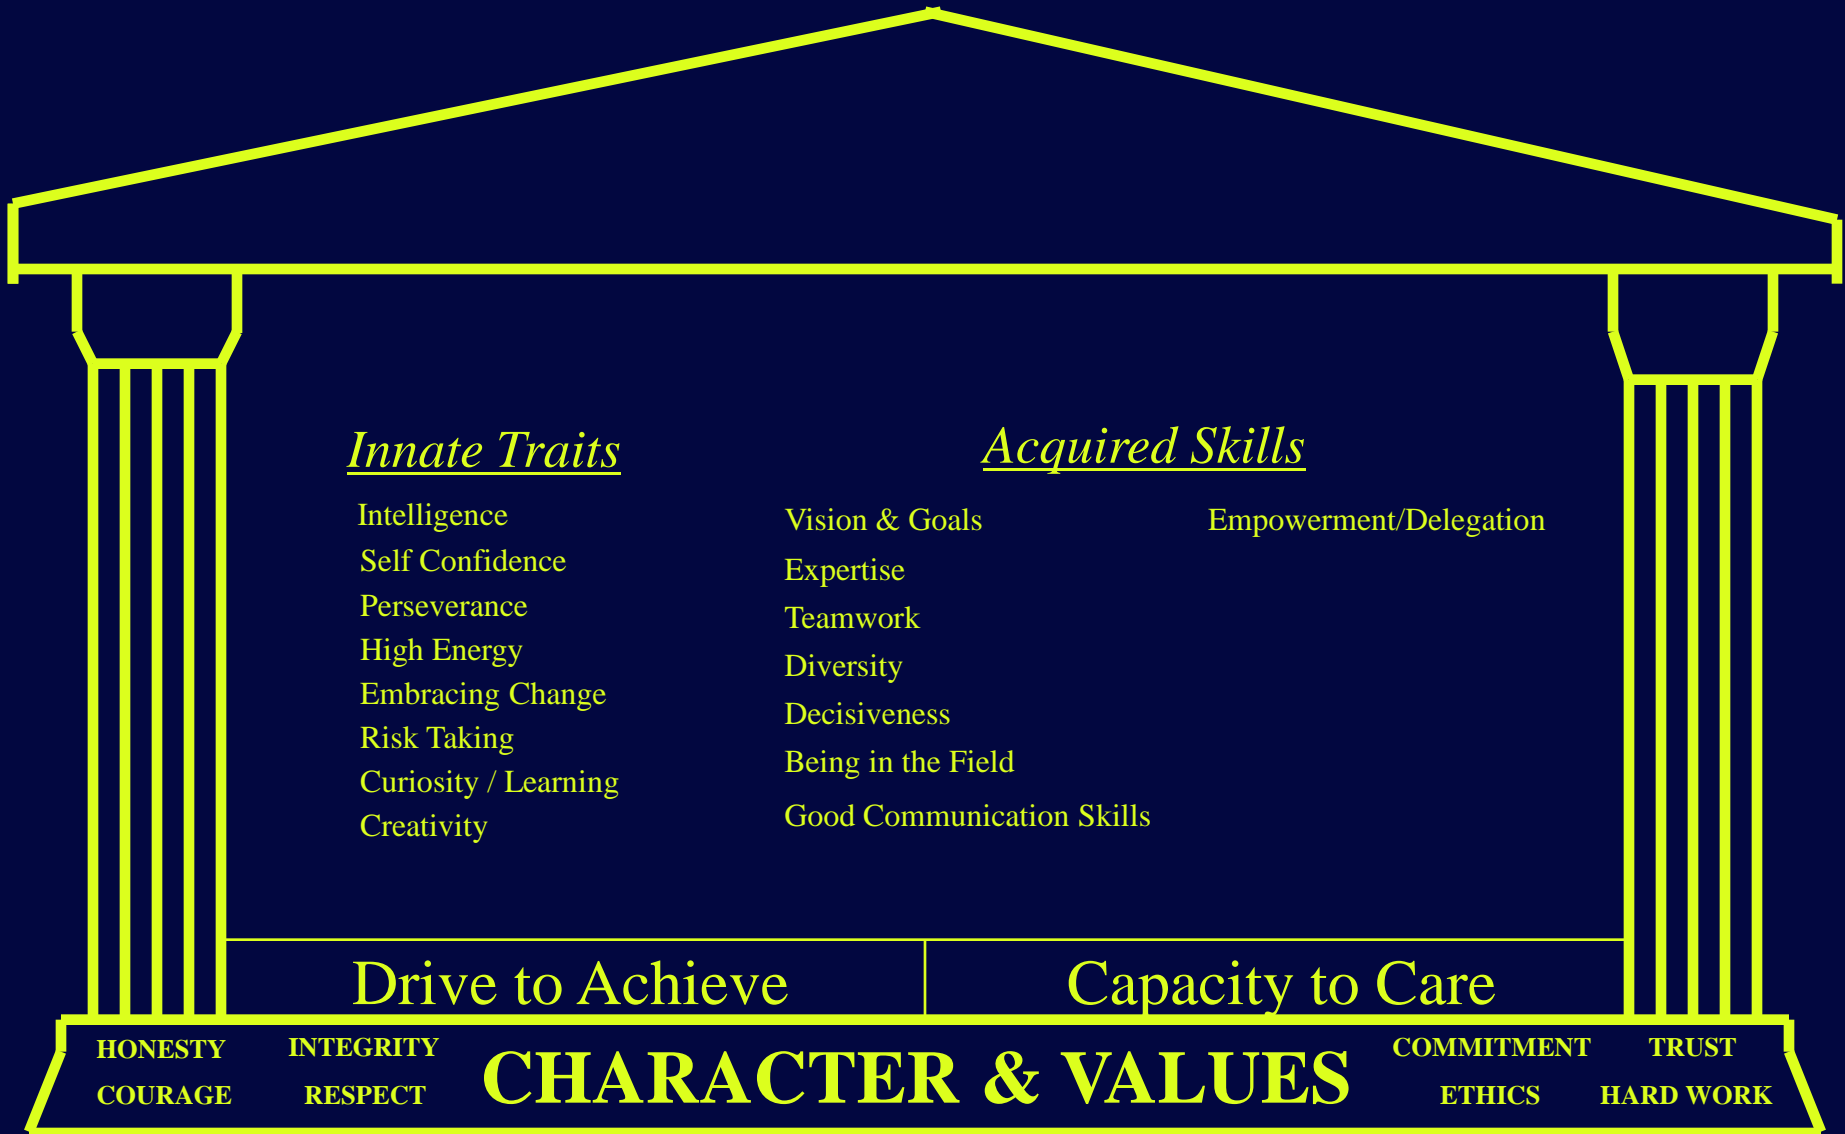 Innate Traits
Intelligence
Self Confidence
Perseverance
High Energy
Embracing Change
Risk Taking
Curiosity / Learning
Creativity
Acquired Skills
Vision & Goals
Expertise
Teamwork
Diversity
Decisiveness
Being in the Field
Good Communication Skills
Empowerment/Delegation
Drive to Achieve
Capacity to Care
HONESTY
INTEGRITY
COURAGE
RESPECT
CHARACTER & VALUES
COMMITMENT
TRUST
ETHICS
HARD WORK